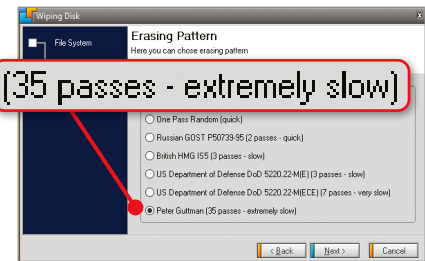 Wiping Disk
x
File System
Erasing Pattern
Here you can chose erasing pattern
(35 passes - extremely slow)
One Pass Random (quick)
Russian GOST P50739-95 (2 passes - quick)
British HMG IS5 (3 passes - slow)
US Department of Defense DoD 5220.22-M(E) (3 passes - slow)
US Department of Defense DoD 5220.22-M(ECE) (7 passes - very slow)
Peter Guttman (35 passes - extremely slow)
< Back
Next >
Cancel